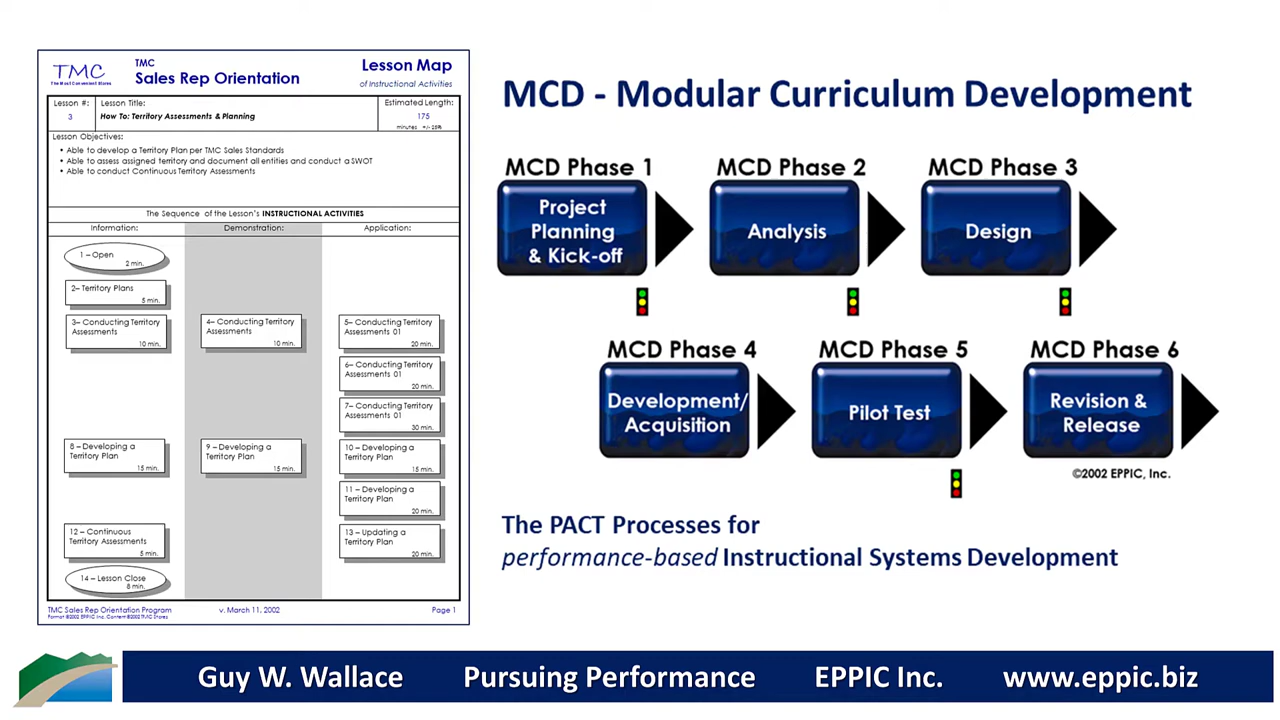 TMC
The Most Convenient Stores
TMC
Sales Rep Orientation
Lesson Map
of Instructional Activities
Lesson #:
3
Lesson Title:
How To: Territory Assessments & Planning
Estimated Length:
175
minutes +/- 25%
Lesson Objectives:
• Able to develop a Territory Plan per TMC Sales Standards
• Able to assess assigned territory and document all entities and conduct a SWOT
• Able to conduct Continuous Territory Assessments
The Sequence of the Lesson's INSTRUCTIONAL ACTIVITIES
Information:
Demonstration:
Application:
1 – Open
2 min.
2– Territory Plans
5 min.
3– Conducting Territory
Assessments
10 min.
4– Conducting Territory
Assessments
10 min.
5– Conducting Territory
Assessments 01
20 min.
6– Conducting Territory
Assessments 01
20 min.
7– Conducting Territory
Assessments 01
30 min.
8 – Developing a
Territory Plan
15 min.
9 – Developing a
Territory Plan
15 min.
10 – Developing a
Territory Plan
15 min.
11 – Developing a
Territory Plan
20 min.
12 – Continuous
Territory Assessments
5 min.
13 – Updating a
Territory Plan
20 min.
14 – Lesson Close
8 min.
TMC Sales Rep Orientation Program
Format ©2002 EPPIC Inc. Content ©2002 TMC Stores
v. March 11, 2002
Page 1
MCD - Modular Curriculum Development
MCD Phase 1
Project
Planning
& Kick-off
MCD Phase 2
Analysis
MCD Phase 3
Design
MCD Phase 4
Development/
Acquisition
MCD Phase 5
Pilot Test
MCD Phase 6
Revision &
Release
©2002 EPPIC, Inc.
The PACT Processes for
performance-based Instructional Systems Development
Guy W. Wallace Pursuing Performance EPPIC Inc. www.eppic.biz